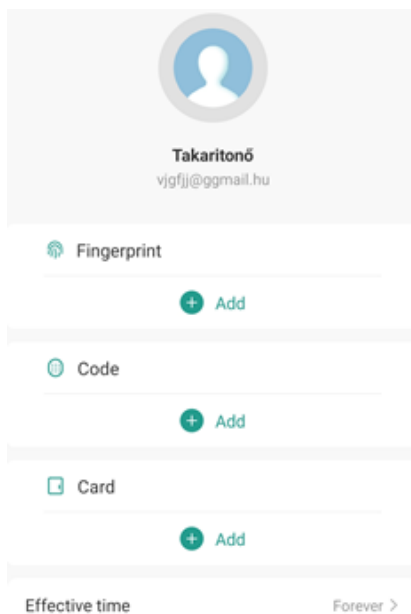 Takaritonő
vjgfjj@ggmail.hu
Fingerprint
Add
Code
Add
Card
Add
Effective time Forever >